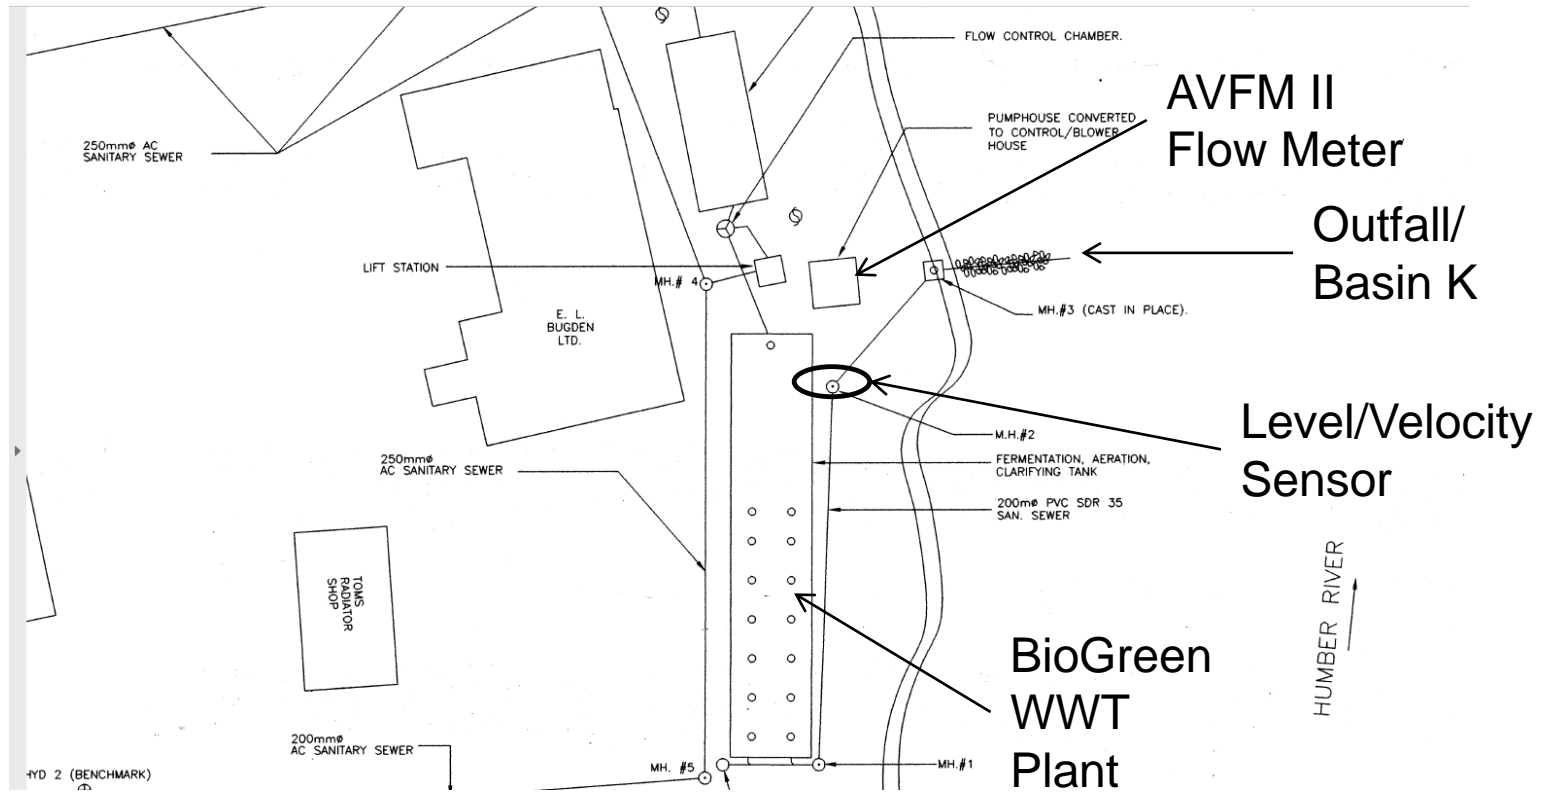 FLOW CONTROL CHAMBER.
AVFM II
Flow Meter
PUMPHOUSE CONVERTED
TO CONTROL/BLOWER
HOUSE
250mmø AC
SANITARY SEWER
Outfall/
Basin K
LIFT STATION
MH.# 4
MH.#3 (CAST IN PLACE).
E. L.
BUGDEN
LTD.
Level/Velocity
Sensor
M.H.#2
250mmø
AC SANITARY SEWER
FERMENTATION, AERATION,
CLARIFYING TANK
200mø PVC SDR 35
SAN. SEWER
HUMBER RIVER
TOMS
RADIATOR
SHOP
BioGreen
WWT
Plant
200mmø
AC SANITARY SEWER
MH. #5
MH.#1
HYD 2 (BENCHMARK)